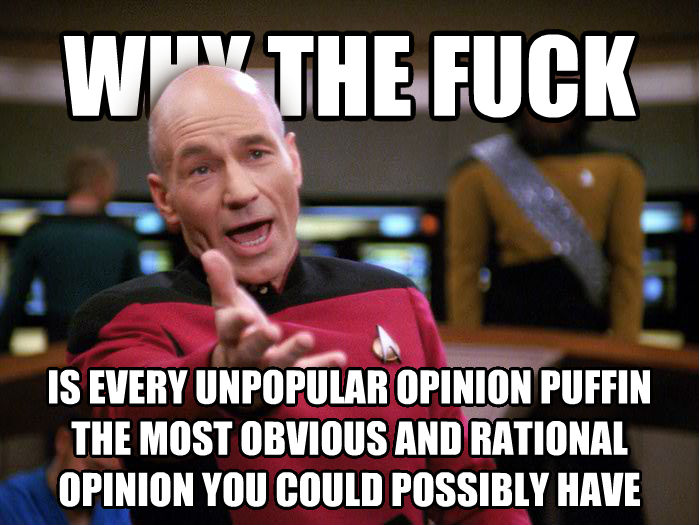 WHY THE FUCK
IS EVERY UNPOPULAR OPINION PUFFIN
THE MOST OBVIOUS AND RATIONAL
OPINION YOU COULD POSSIBLY HAVE